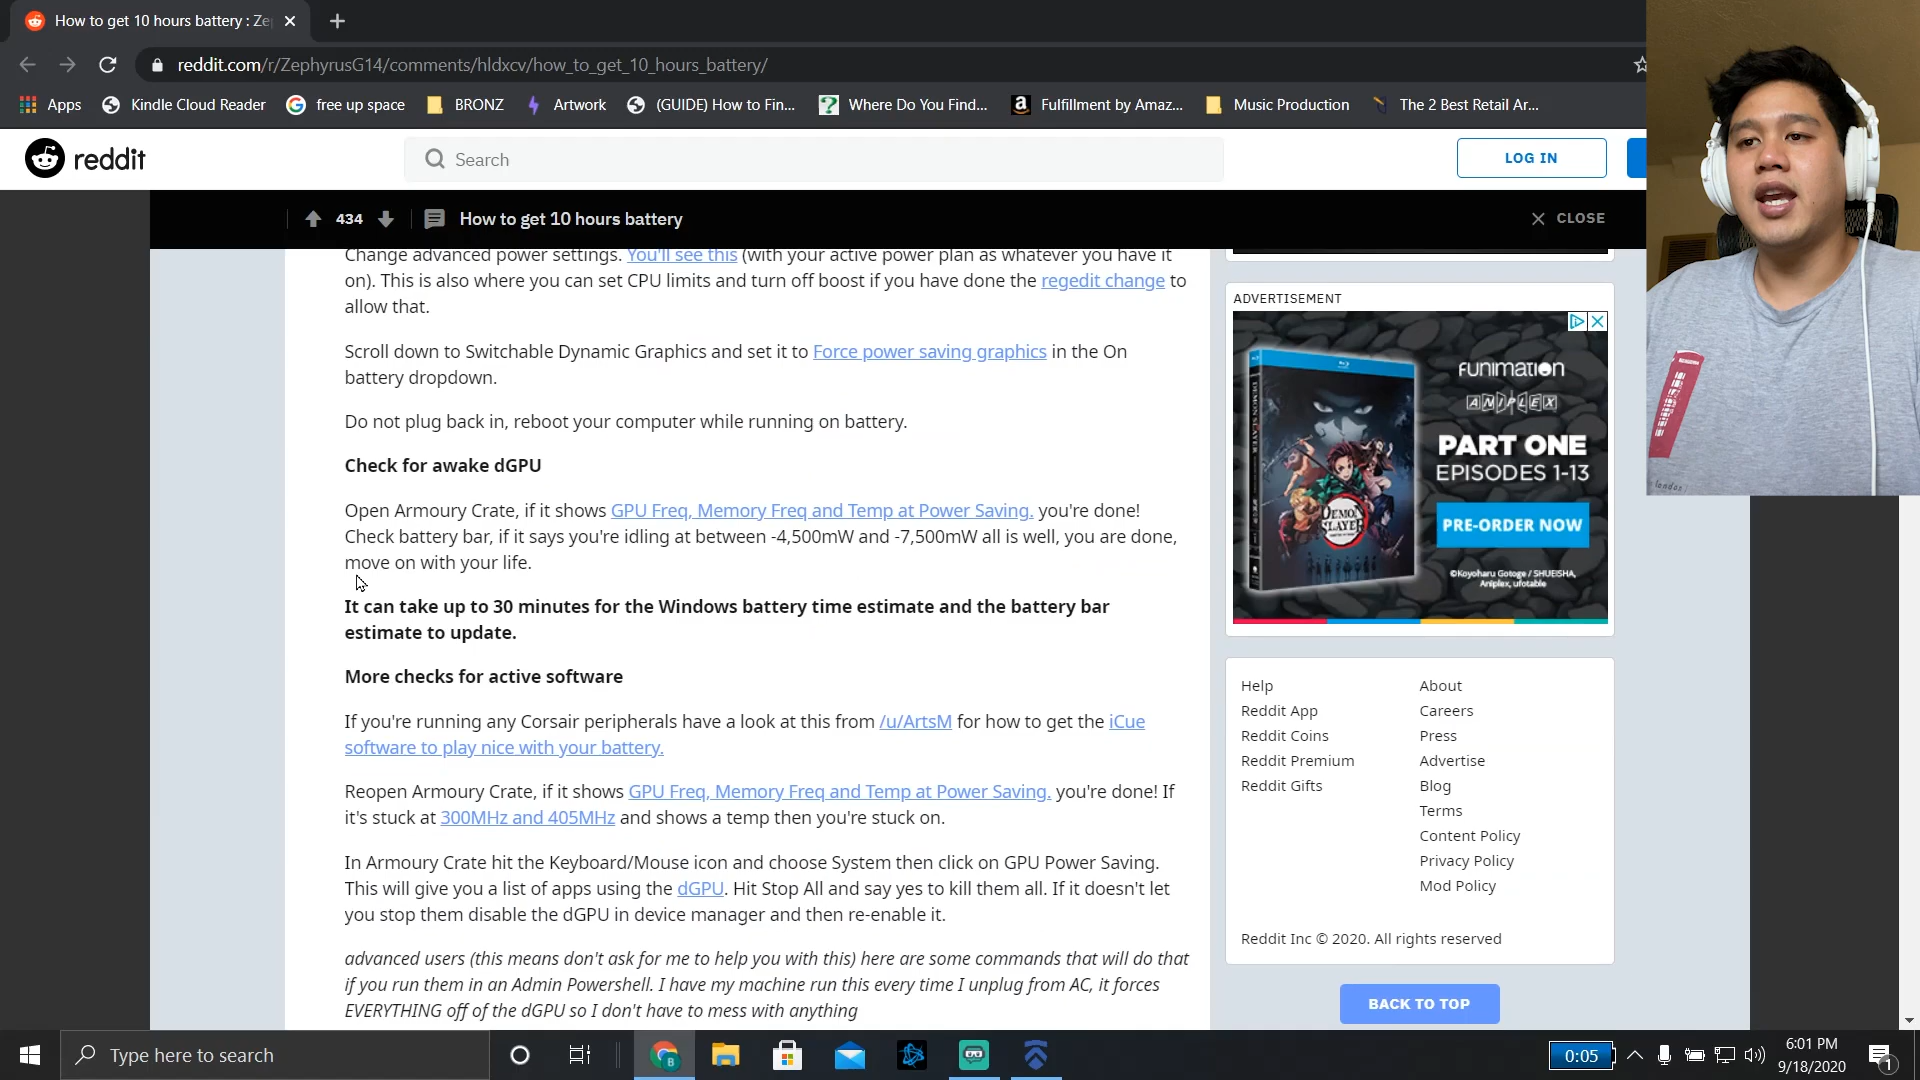 How to get 10 hours battery : Ze
reddit.com/r/ZephyrusG14/comments/hldxcv/how_to_get_10_hours_battery/
Apps Kindle Cloud Reader free up space BRONZ Artwork (GUIDE) How to Fin... Where Do You Find... Fulfillment by Amaz... Music Production The 2 Best Retail Ar...
reddit
Search
LOG IN
434 How to get 10 hours battery
CLOSE
Change advanced power settings. You'll see this (with your active power plan as whatever you have it
on). This is also where you can set CPU limits and turn off boost if you have done the regedit change to
allow that.
Scroll down to Switchable Dynamic Graphics and set it to Force power saving graphics in the On
battery dropdown.
Do not plug back in, reboot your computer while running on battery.
Check for awake dGPU
Open Armoury Crate, if it shows GPU Freq, Memory Freq and Temp at Power Saving. you're done!
Check battery bar, if it says you're idling at between -4,500mW and -7,500mW all is well, you are done,
move on with your life.
It can take up to 30 minutes for the Windows battery time estimate and the battery bar
estimate to update.
More checks for active software
If you're running any Corsair peripherals have a look at this from /u/ArtsM for how to get the iCue
software to play nice with your battery.
Reopen Armoury Crate, if it shows GPU Freq, Memory Freq and Temp at Power Saving. you're done! If
it's stuck at 300MHz and 405MHz and shows a temp then you're stuck on.
In Armoury Crate hit the Keyboard/Mouse icon and choose System then click on GPU Power Saving.
This will give you a list of apps using the dGPU. Hit Stop All and say yes to kill them all. If it doesn't let
you stop them disable the dGPU in device manager and then re-enable it.
advanced users (this means don't ask for me to help you with this) here are some commands that will do that
if you run them in an Admin Powershell. I have my machine run this every time I unplug from AC, it forces
EVERYTHING off of the dGPU so I don't have to mess with anything
ADVERTISEMENT
FUNIMATION
ANIPLEX
PART ONE
EPISODES 1-13
PRE-ORDER NOW
DEMON
SLAYER
©Koyoharu Gotoge / SHUEISHA,
Aniplex, ufotable
Help
Reddit App
Reddit Coins
Reddit Premium
Reddit Gifts
About
Careers
Press
Advertise
Blog
Terms
Content Policy
Privacy Policy
Mod Policy
Reddit Inc © 2020. All rights reserved
BACK TO TOP
london
Type here to search
B
0:05
6:01 PM
9/18/2020
1